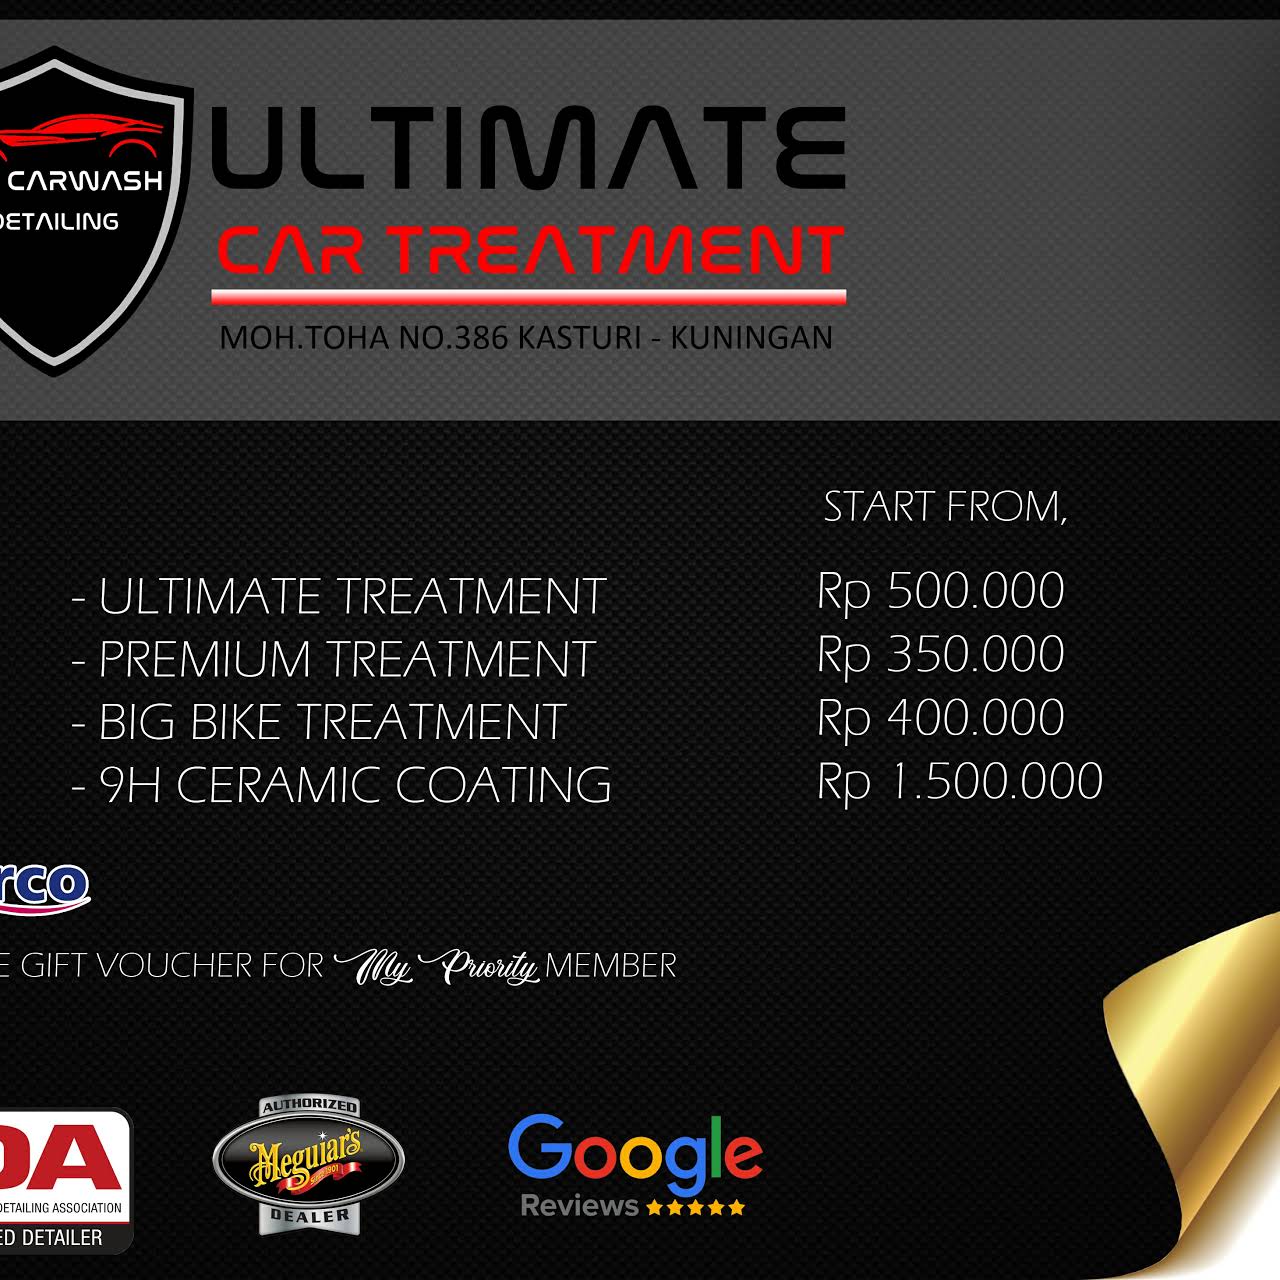 CARWASH
DETAILING
ULTIMATE
CAR TREATMENT
MOH.TOHA NO.386 KASTURI - KUNINGAN
START FROM,
- ULTIMATE TREATMENT Rp 500.000
- PREMIUM TREATMENT Rp 350.000
- BIG BIKE TREATMENT Rp 400.000
- 9H CERAMIC COATING Rp 1.500.000
rco
E GIFT VOUCHER FOR My Priority MEMBER
DA
DETAILING ASSOCIATION
ED DETAILER
AUTHORIZED
Meguiar's
SINCE 1901
DEALER
Google
Reviews